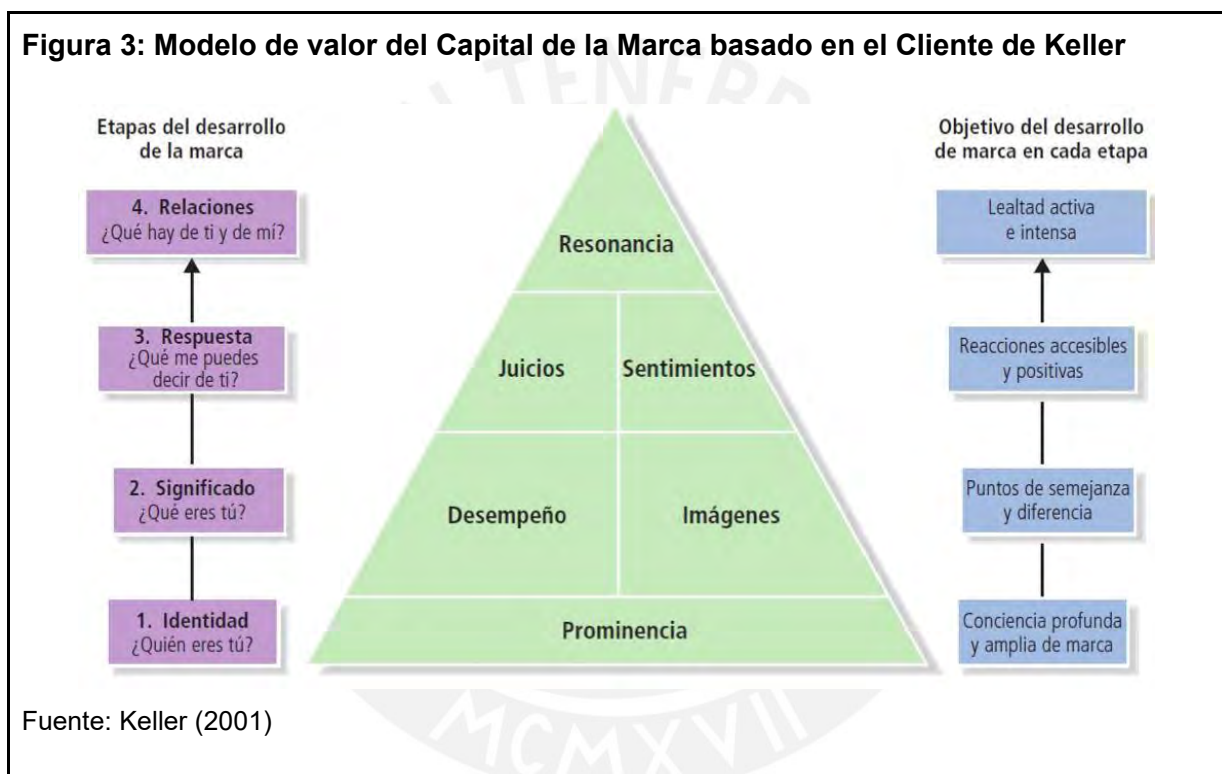 Figura 3: Modelo de valor del Capital de la Marca basado en el Cliente de Keller
Etapas del desarrollo
de la marca
4. Relaciones
¿Qué hay de ti y de mí?
3. Respuesta
¿Qué me puedes
decir de ti?
2. Significado
¿Qué eres tú?
1. Identidad
¿Quién eres tú?
Resonancia
Juicios
Sentimientos
Desempeño
Imágenes
Prominencia
Objetivo del desarrollo
de marca en cada etapa
Lealtad activa
e intensa
Reacciones accesibles
y positivas
Puntos de semejanza
y diferencia
Conciencia profunda
y amplia de marca
Fuente: Keller (2001)
MCMXVII